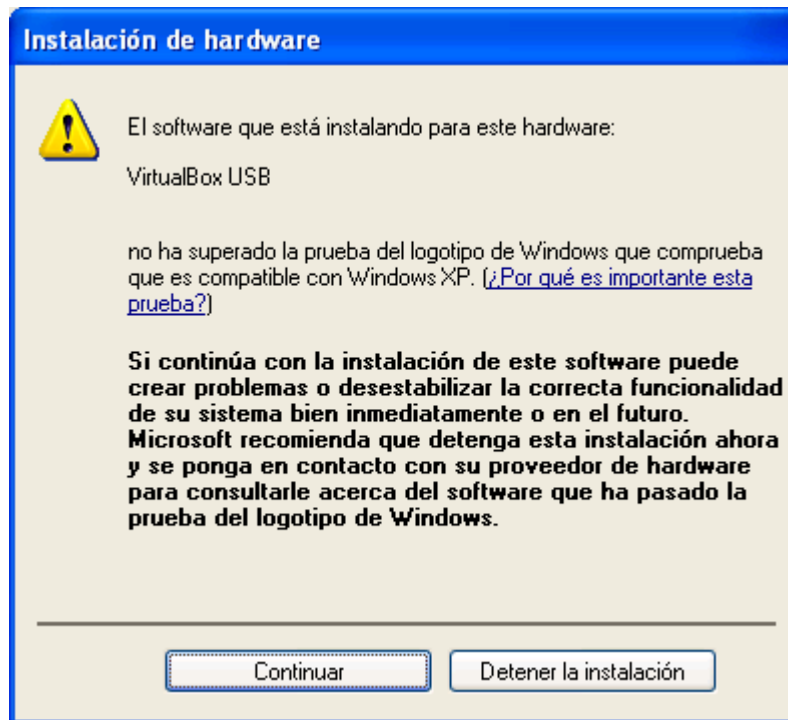 Instalación de hardware
El software que está instalando para este hardware:
VirtualBox USB
no ha superado la prueba del logotipo de Windows que comprueba
que es compatible con Windows XP. (¿Por qué es importante esta
prueba?)
Si continúa con la instalación de este software puede
crear problemas o desestabilizar la correcta funcionalidad
de su sistema bien inmediatamente o en el futuro.
Microsoft recomienda que detenga esta instalación ahora
y se ponga en contacto con su proveedor de hardware
para consultarle acerca del software que ha pasado la
prueba del logotipo de Windows.
Continuar
Detener la instalación